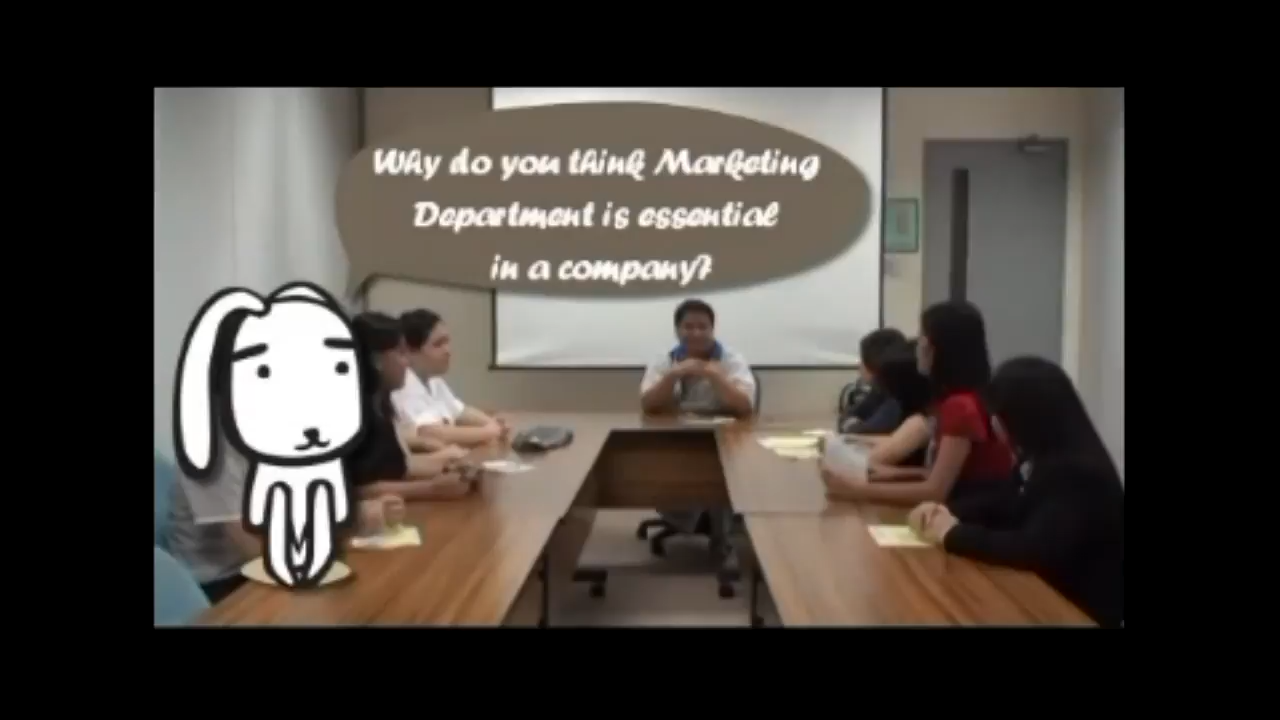 Why do you think Marketing
Department is essential
in a company?